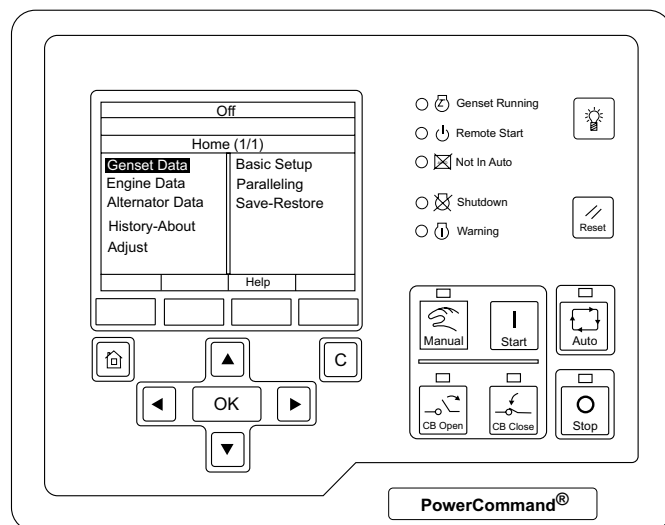 Off
Home (1/1)
Genset Data
Engine Data
Alternator Data
History-About
Adjust
Basic Setup
Paralleling
Save-Restore
Help
Genset Running
Remote Start
Not In Auto
Shutdown
Warning
Reset
Manual
Start
Auto
CB Open
CB Close
Stop
C
OK
PowerCommand®